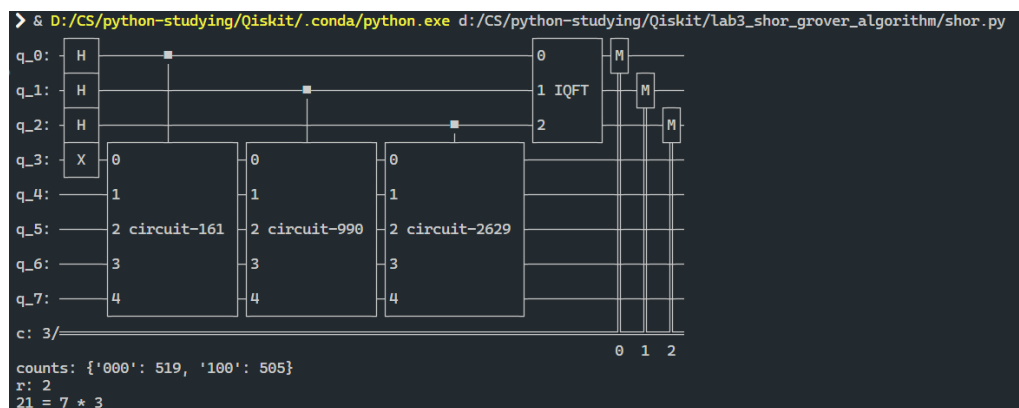 > & D:/CS/python-studying/Qiskit/.conda/python.exe d:/CS/python-studying/Qiskit/lab3_shor_grover_algorithm/shor.py
q_0: H ■ 0 M
q_1: H ■ 1 IQFT M
q_2: H ■ 2 M
q_3: X 0 0 0
q_4: 1 1 1
q_5: 2 circuit-161 2 circuit-990 2 circuit-2629
q_6: 3 3 3
q_7: 4 4 4
c: 3/
0 1 2
counts: {'000': 519, '100': 505}
r: 2
21 = 7 * 3